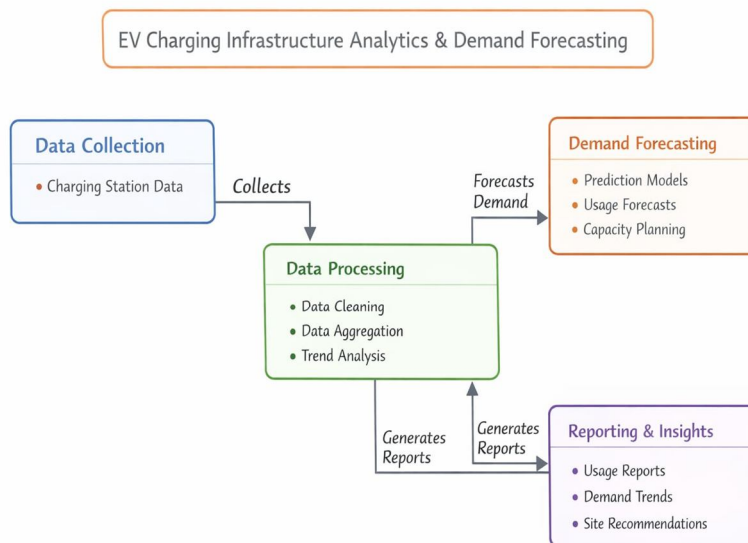 EV Charging Infrastructure Analytics & Demand Forecasting
Data Collection
• Charging Station Data
Collects
Forecasts
Demand
Demand Forecasting
• Prediction Models
• Usage Forecasts
• Capacity Planning
Data Processing
• Data Cleaning
• Data Aggregation
• Trend Analysis
Generates
Reports
Generates
Reports
Reporting & Insights
• Usage Reports
• Demand Trends
• Site Recommendations